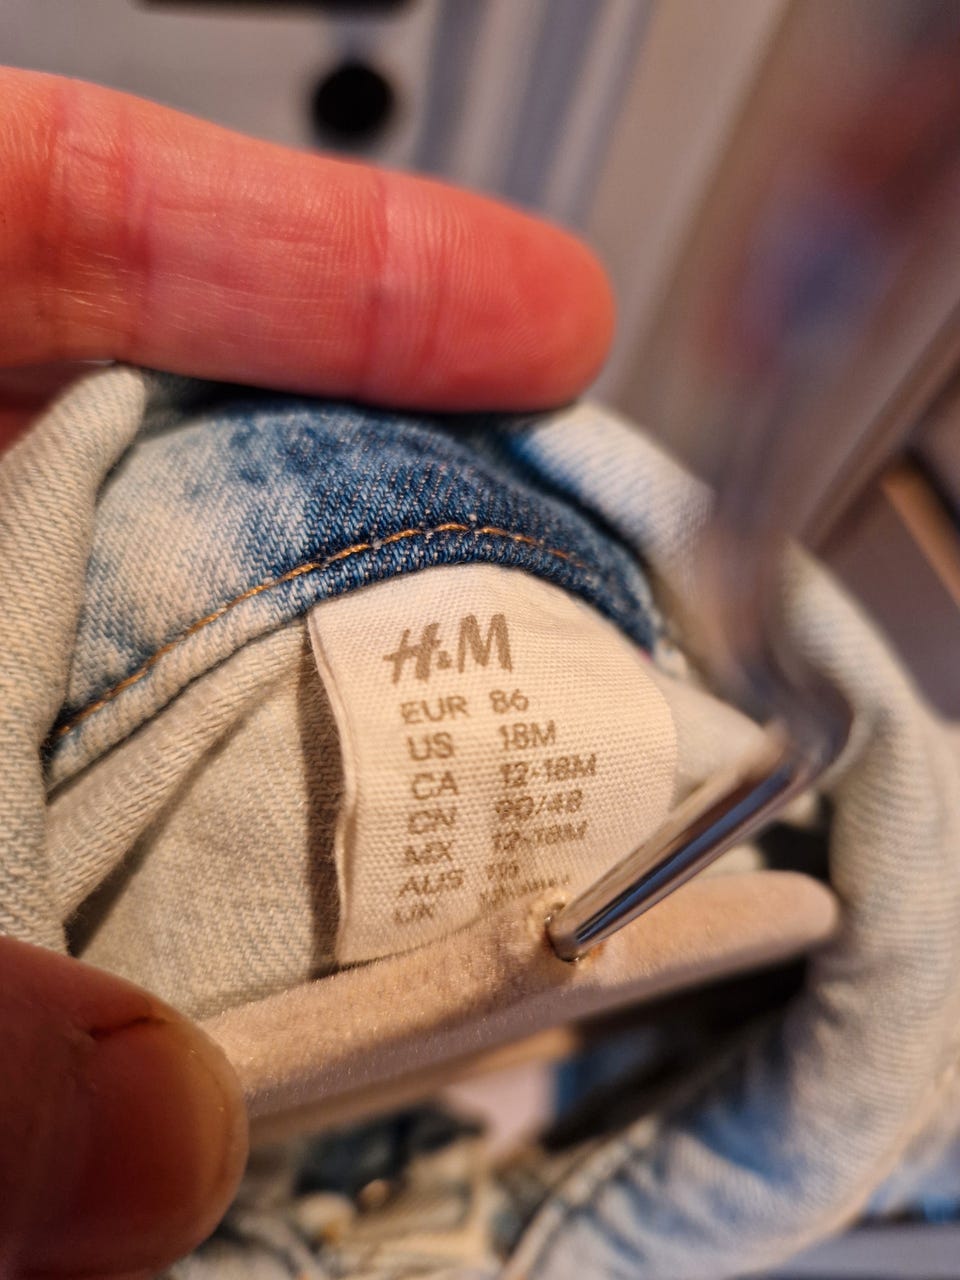 H&M
EUR 86
US 18M
CA 12-18M
CN 90/48
MX 12-18M
AUS
UK